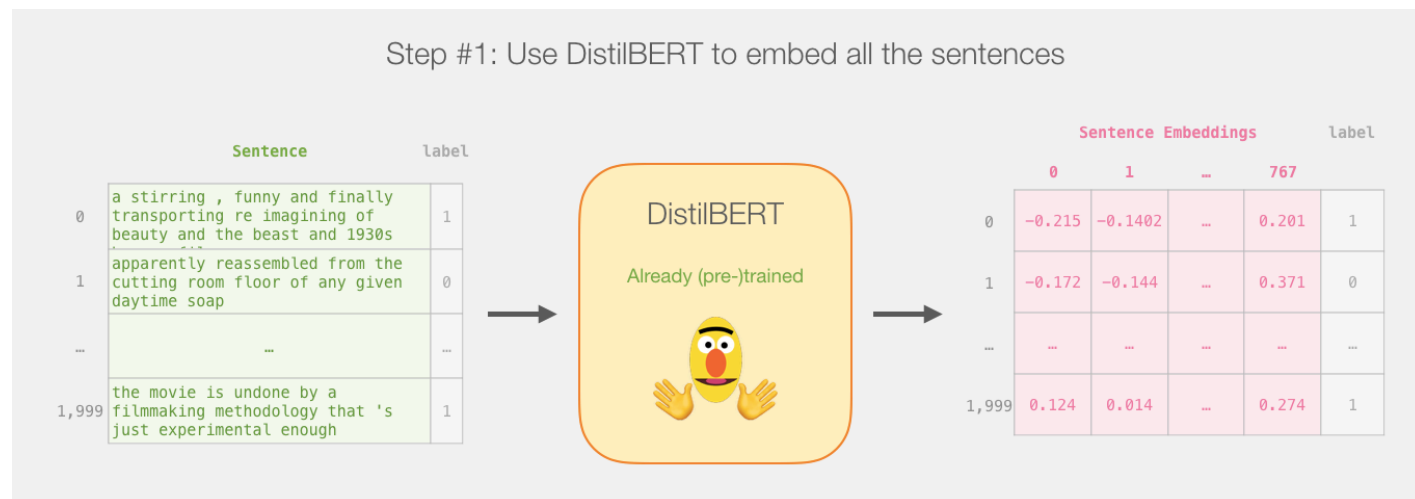 Step #1: Use DistilBERT to embed all the sentences
Sentence label
0 a stirring , funny and finally
transporting re imagining of
beauty and the beast and 1930s
1
1 apparently reassembled from the
cutting room floor of any given
daytime soap
0
… … …
1,999 the movie is undone by a
filmmaking methodology that 's
just experimental enough
1
DistilBERT
Already (pre-)trained
Sentence Embeddings label
0 1 … 767
0 -0.215 -0.1402 … 0.201 1
1 -0.172 -0.144 … 0.371 0
… … … … … …
1,999 0.124 0.014 … 0.274 1